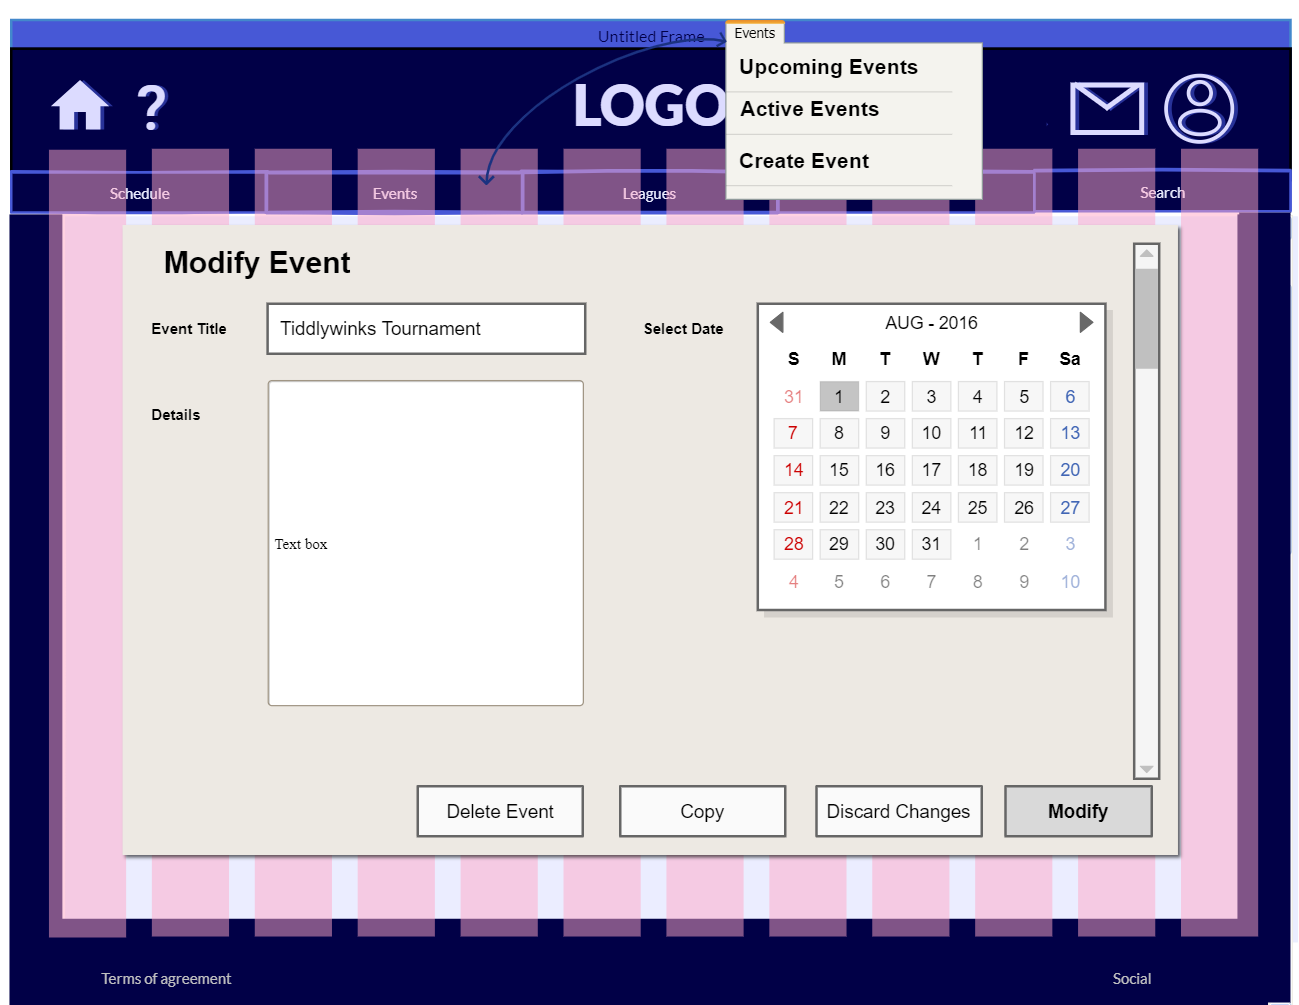 Untitled Frame
Events
Upcoming Events
Active Events
Create Event
?
LOGO
Schedule
Events
Leagues
Search
Modify Event
Event Title
Tiddlywinks Tournament
Select Date
AUG - 2016
S M T W T F Sa
31 1 2 3 4 5 6
7 8 9 10 11 12 13
14 15 16 17 18 19 20
21 22 23 24 25 26 27
28 29 30 31 1 2 3
4 5 6 7 8 9 10
Details
Text box
Delete Event
Copy
Discard Changes
Modify
Terms of agreement
Social